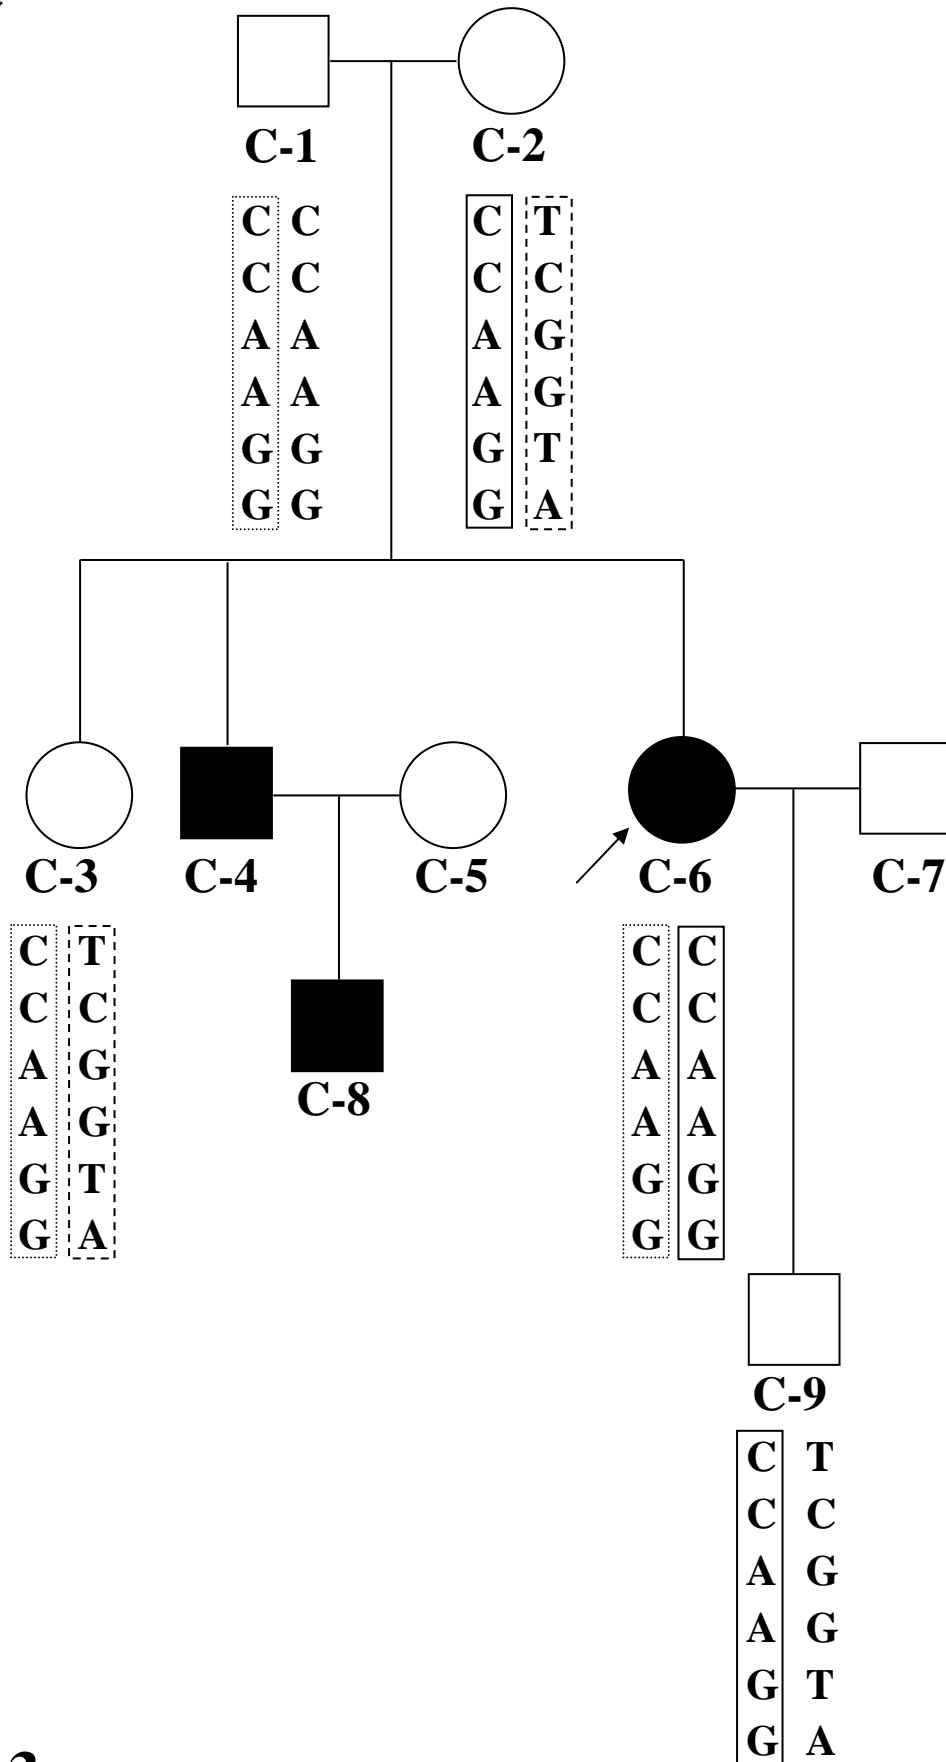 C-1 C-2
C C C T
C C C C
A A A G
A A A G
G G G T
G G G A
C-3 C-4 C-5 C-6 C-7
C T C C
C C C C
A G A A
A G A A
G T G G
G A G G
C-8
C-9
C T
C C
A G
A G
G T
G A